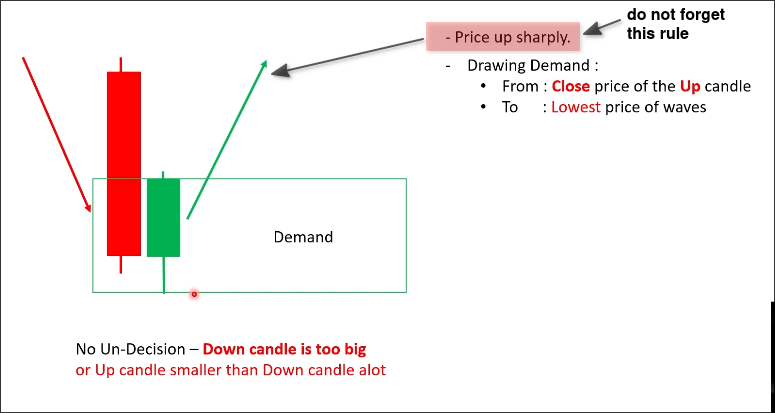 do not forget
this rule
- Price up sharply.
- Drawing Demand :
• From : Close price of the Up candle
• To : Lowest price of waves
Demand
No Un-Decision – Down candle is too big
or Up candle smaller than Down candle alot